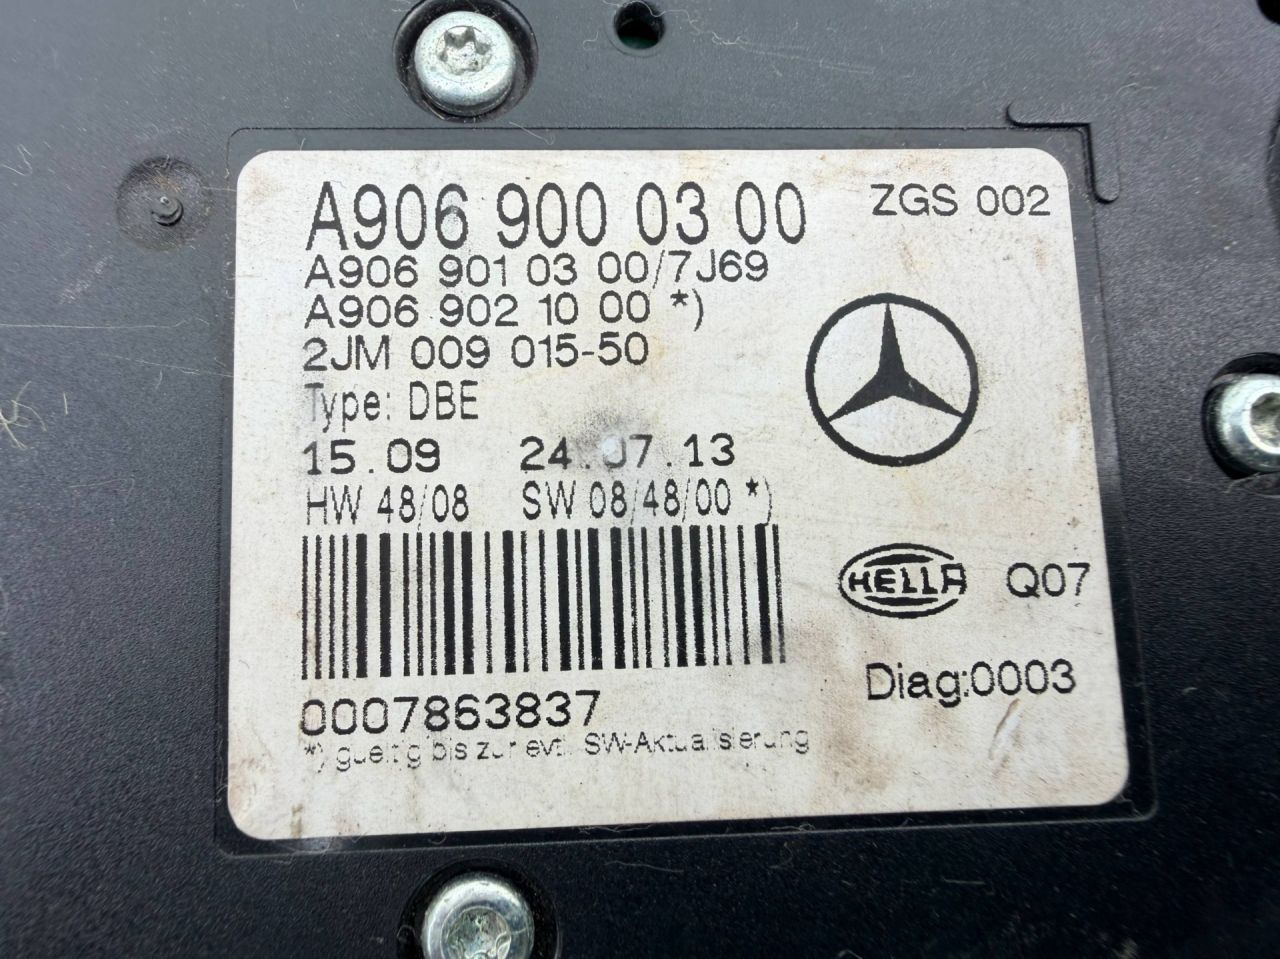 A906 900 03 00
ZGS 002
A906 901 03 00/7J69
A906 902 10 00 *)
2JM 009 015-50
Type: DBE
15.09 24.07.13
HW 48/08 SW 08/48/00 *)
HELLA Q07
Diag:0003
0007863837
*) gueltig bis zur evtl. SW-Aktualisierung